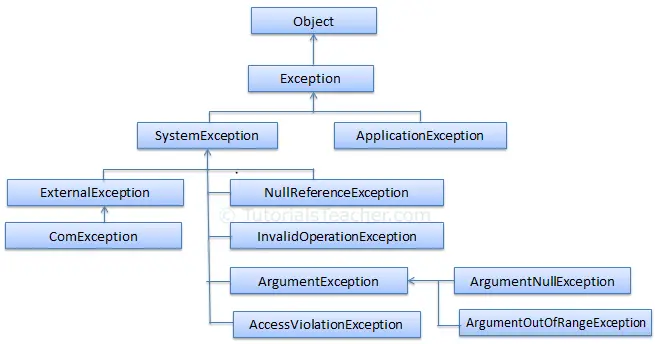 Object
Exception
SystemException
ApplicationException
ExternalException
NullReferenceException
© TutorialsTeacher.com
ComException
InvalidOperationException
ArgumentException
ArgumentNullException
AccessViolationException
ArgumentOutOfRangeException